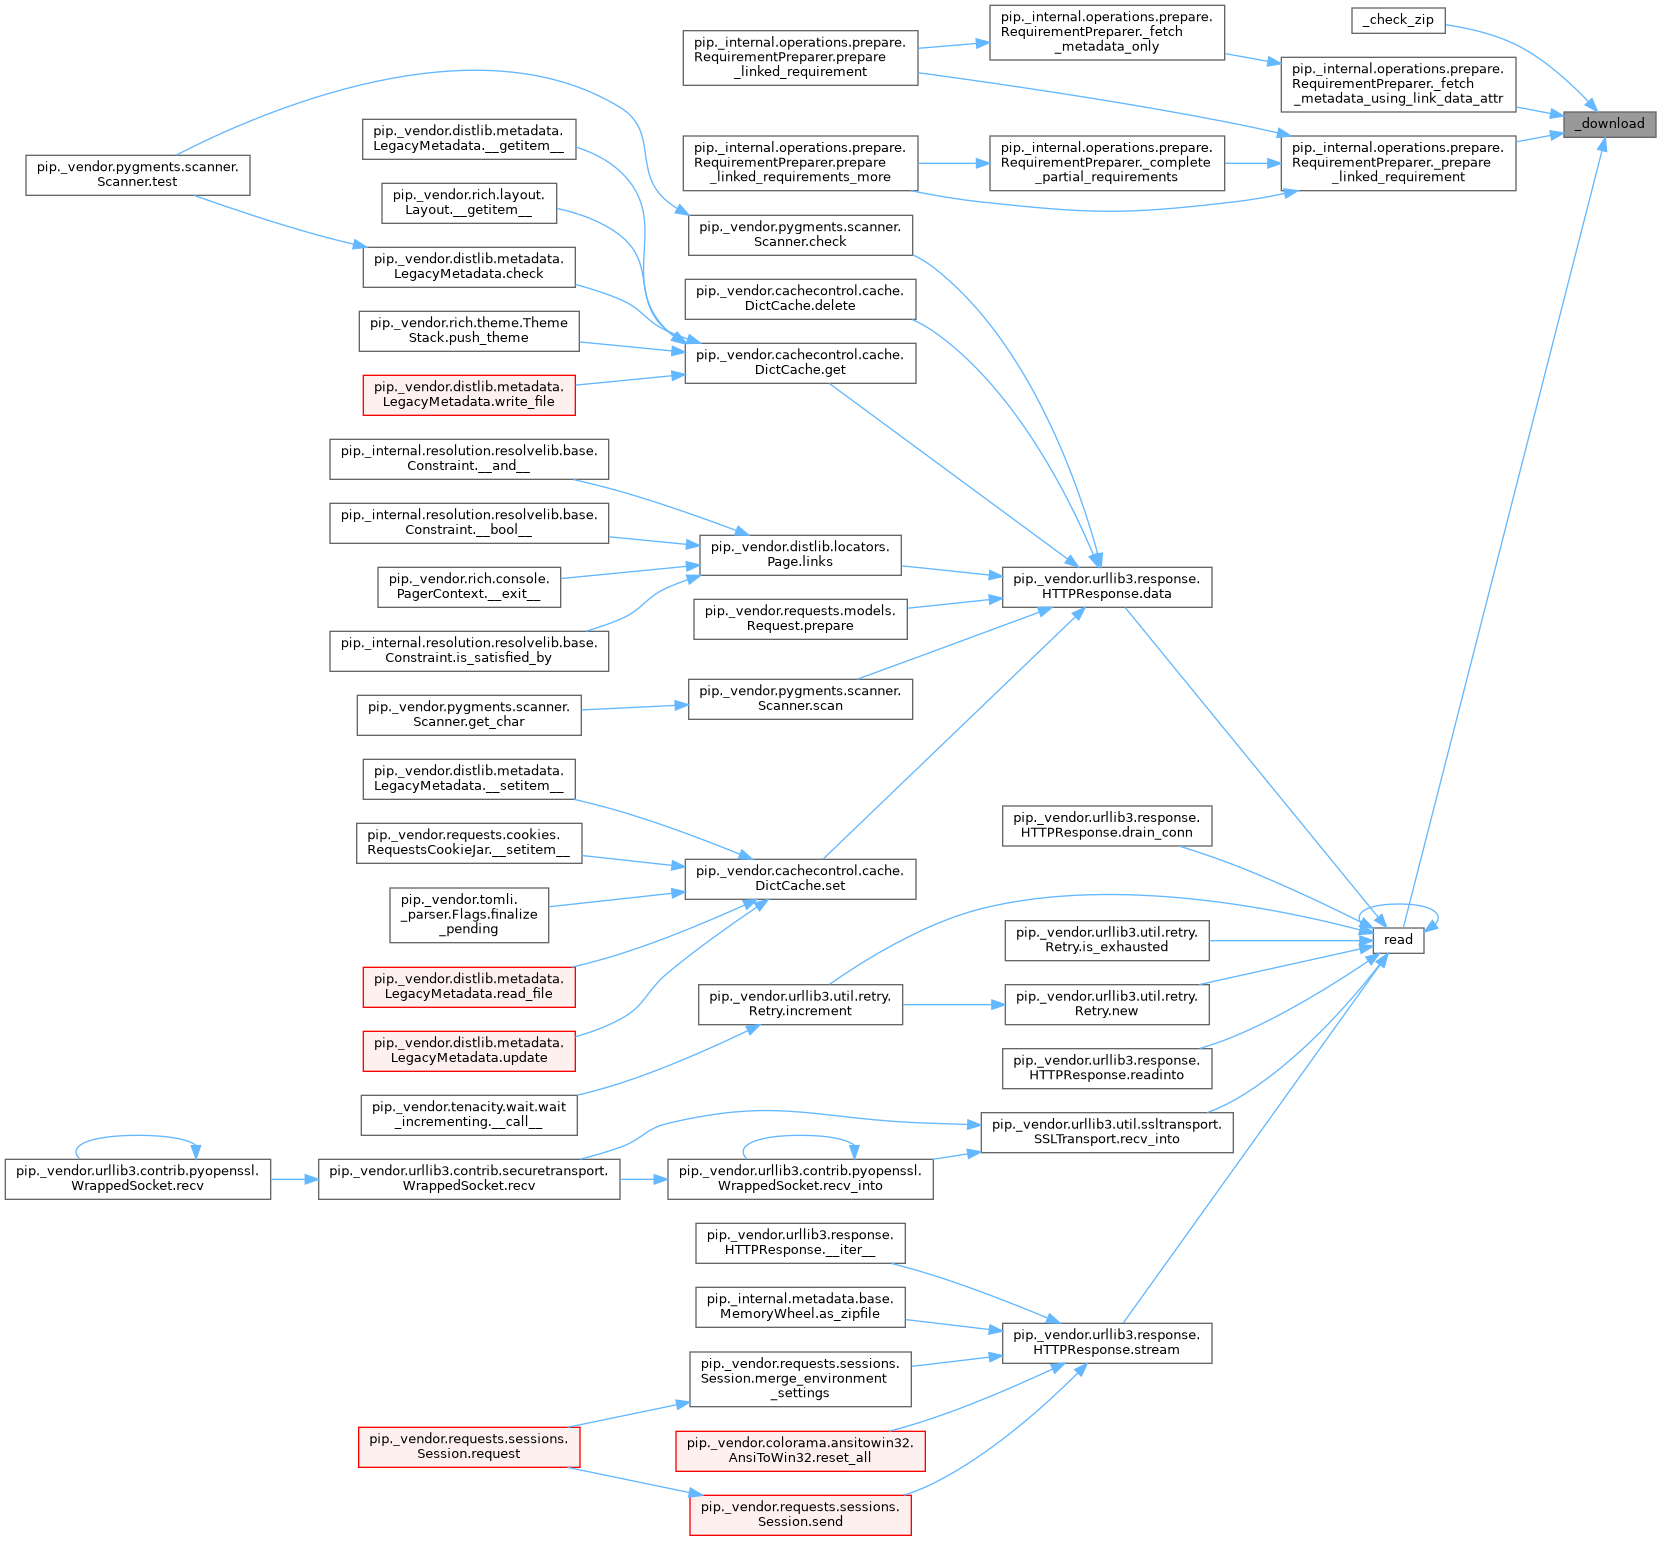 pip._internal.operations.prepare.
RequirementPreparer._fetch
_metadata_only
_check_zip
pip._internal.operations.prepare.
RequirementPreparer.prepare
_linked_requirement
pip._internal.operations.prepare.
RequirementPreparer._fetch
_metadata_using_link_data_attr
_download
pip._vendor.distlib.metadata.
LegacyMetadata.__getitem__
pip._internal.operations.prepare.
RequirementPreparer.prepare
_linked_requirements_more
pip._internal.operations.prepare.
RequirementPreparer._complete
_partial_requirements
pip._internal.operations.prepare.
RequirementPreparer._prepare
_linked_requirement
pip._vendor.pygments.scanner.
Scanner.test
pip._vendor.rich.layout.
Layout.__getitem__
pip._vendor.pygments.scanner.
Scanner.check
pip._vendor.distlib.metadata.
LegacyMetadata.check
pip._vendor.cachecontrol.cache.
DictCache.delete
pip._vendor.rich.theme.Theme
Stack.push_theme
pip._vendor.cachecontrol.cache.
DictCache.get
pip._vendor.distlib.metadata.
LegacyMetadata.write_file
pip._internal.resolution.resolvelib.base.
Constraint.__and__
pip._internal.resolution.resolvelib.base.
Constraint.__bool__
pip._vendor.distlib.locators.
Page.links
pip._vendor.rich.console.
PagerContext.__exit__
pip._vendor.urllib3.response.
HTTPResponse.data
pip._vendor.requests.models.
Request.prepare
pip._internal.resolution.resolvelib.base.
Constraint.is_satisfied_by
pip._vendor.pygments.scanner.
Scanner.scan
pip._vendor.pygments.scanner.
Scanner.get_char
pip._vendor.distlib.metadata.
LegacyMetadata.__setitem__
pip._vendor.urllib3.response.
HTTPResponse.drain_conn
pip._vendor.requests.cookies.
RequestsCookieJar.__setitem__
pip._vendor.cachecontrol.cache.
DictCache.set
pip._vendor.tomli.
_parser.Flags.finalize
_pending
pip._vendor.urllib3.util.retry.
Retry.is_exhausted
read
pip._vendor.distlib.metadata.
LegacyMetadata.read_file
pip._vendor.urllib3.util.retry.
Retry.increment
pip._vendor.urllib3.util.retry.
Retry.new
pip._vendor.distlib.metadata.
LegacyMetadata.update
pip._vendor.urllib3.response.
HTTPResponse.readinto
pip._vendor.tenacity.wait.wait
_incrementing.__call__
pip._vendor.urllib3.util.ssltransport.
SSLTransport.recv_into
pip._vendor.urllib3.contrib.pyopenssl.
WrappedSocket.recv
pip._vendor.urllib3.contrib.securetransport.
WrappedSocket.recv
pip._vendor.urllib3.contrib.pyopenssl.
WrappedSocket.recv_into
pip._vendor.urllib3.response.
HTTPResponse.__iter__
pip._internal.metadata.base.
MemoryWheel.as_zipfile
pip._vendor.urllib3.response.
HTTPResponse.stream
pip._vendor.requests.sessions.
Session.merge_environment
_settings
pip._vendor.requests.sessions.
Session.request
pip._vendor.colorama.ansitowin32.
AnsiToWin32.reset_all
pip._vendor.requests.sessions.
Session.send